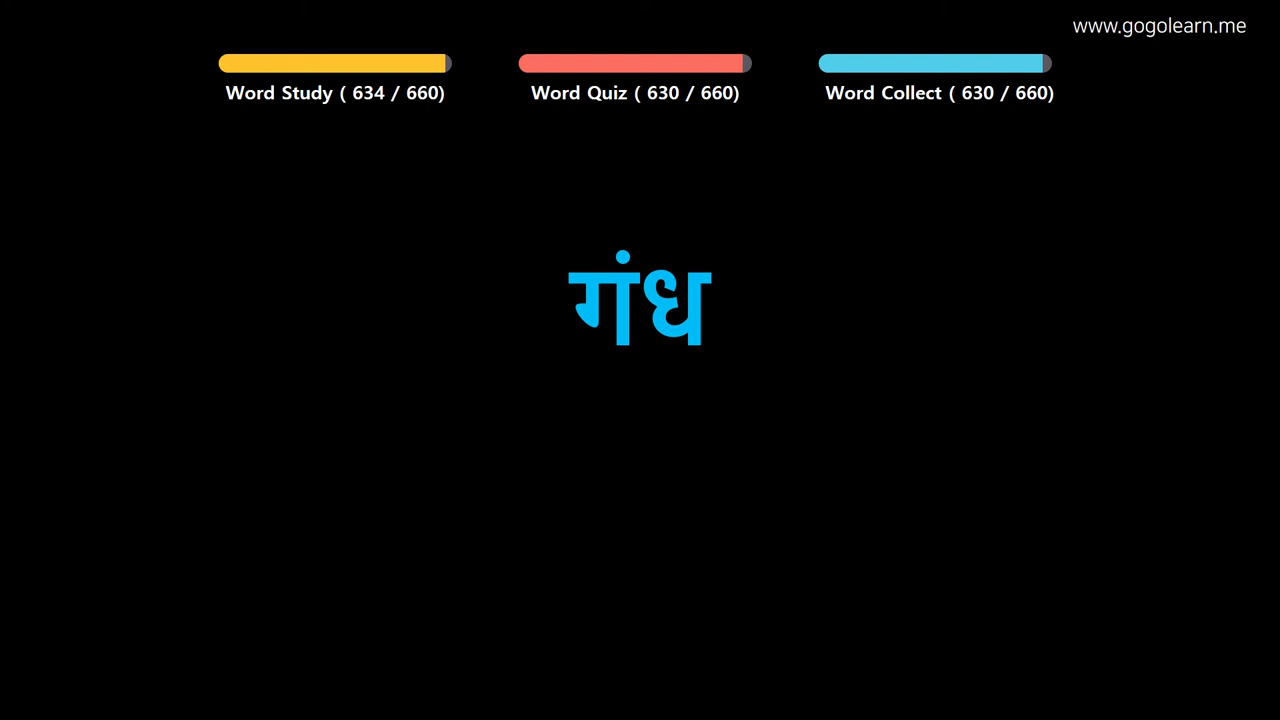 www.gogolearn.me
Word Study ( 634 / 660)
Word Quiz ( 630 / 660)
Word Collect ( 630 / 660)
गंध